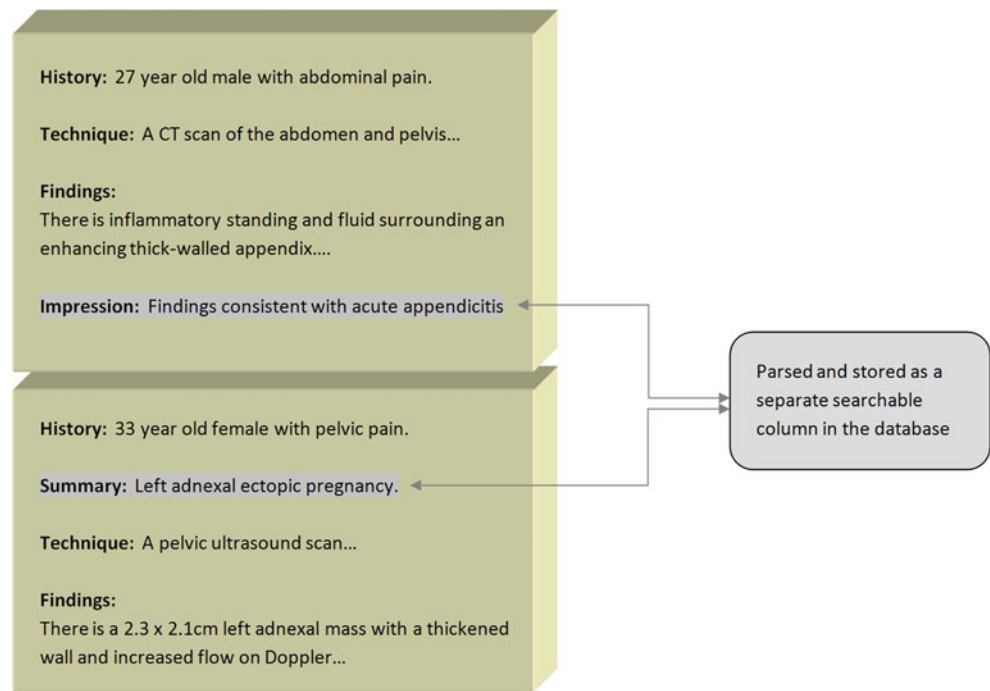 History: 27 year old male with abdominal pain.
Technique: A CT scan of the abdomen and pelvis...
Findings:
There is inflammatory standing and fluid surrounding an
enhancing thick-walled appendix....
Impression: Findings consistent with acute appendicitis
History: 33 year old female with pelvic pain.
Summary: Left adnexal ectopic pregnancy.
Technique: A pelvic ultrasound scan...
Findings:
There is a 2.3 x 2.1cm left adnexal mass with a thickened
wall and increased flow on Doppler...
Parsed and stored as a
separate searchable
column in the database